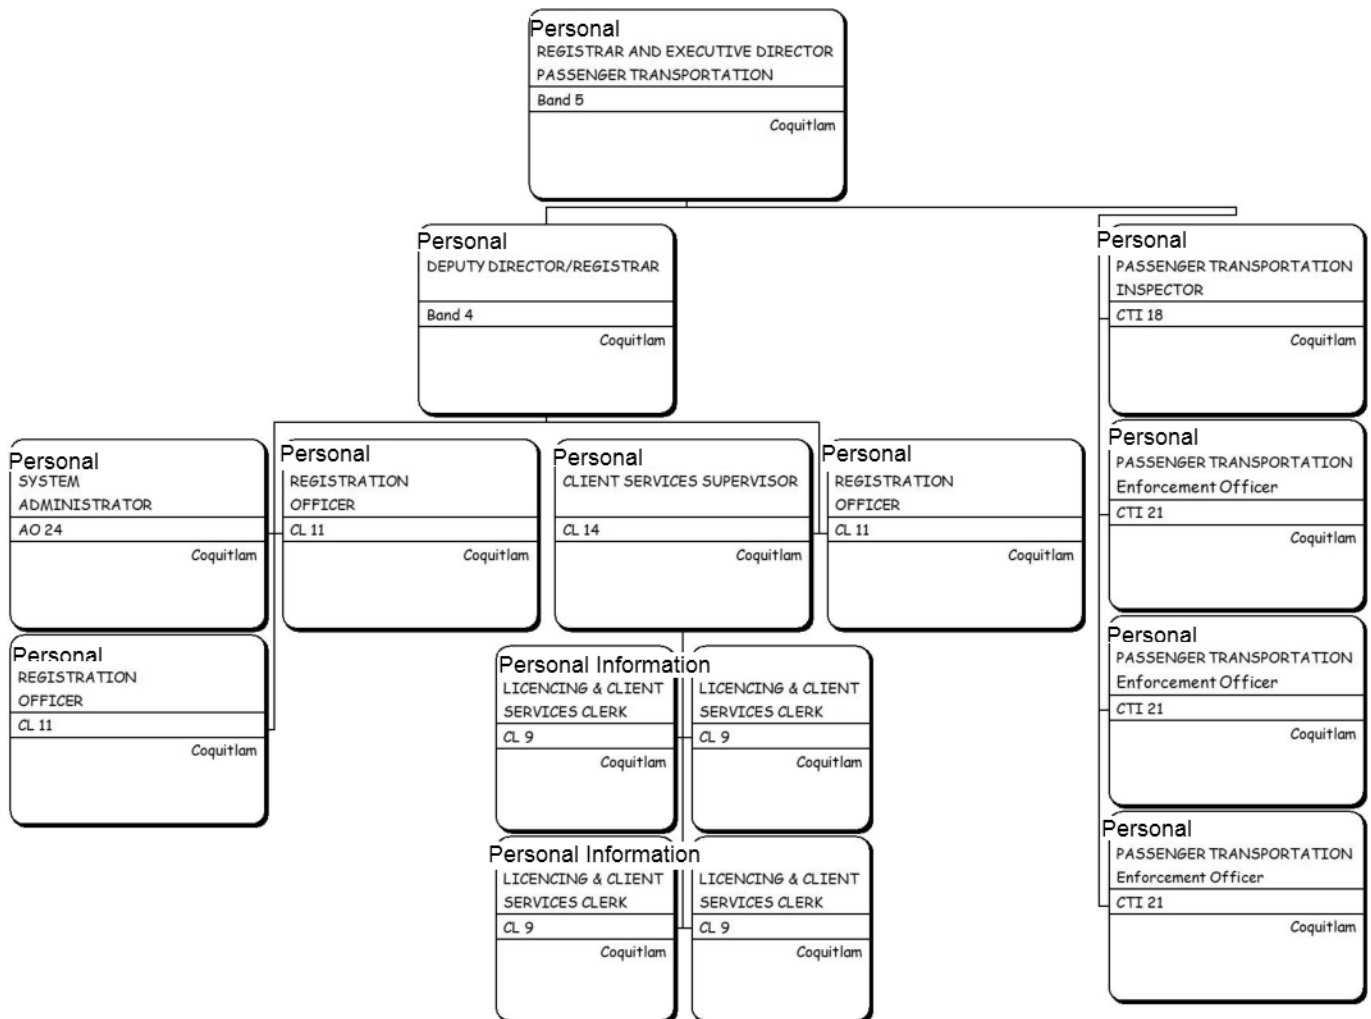 Personal
REGISTRAR AND EXECUTIVE DIRECTOR
PASSENGER TRANSPORTATION
Band 5
Coquitlam
Personal
DEPUTY DIRECTOR/REGISTRAR
Band 4
Coquitlam
Personal
PASSENGER TRANSPORTATION
INSPECTOR
CTI 18
Coquitlam
Personal
SYSTEM
ADMINISTRATOR
AO 24
Coquitlam
Personal
REGISTRATION
OFFICER
CL 11
Coquitlam
Personal
CLIENT SERVICES SUPERVISOR
CL 14
Coquitlam
Personal
REGISTRATION
OFFICER
CL 11
Coquitlam
Personal
PASSENGER TRANSPORTATION
Enforcement Officer
CTI 21
Coquitlam
Personal
REGISTRATION
OFFICER
CL 11
Coquitlam
Personal Information
LICENCING & CLIENT
SERVICES CLERK
CL 9
Coquitlam
LICENCING & CLIENT
SERVICES CLERK
CL 9
Coquitlam
Personal
PASSENGER TRANSPORTATION
Enforcement Officer
CTI 21
Coquitlam
Personal Information
LICENCING & CLIENT
SERVICES CLERK
CL 9
Coquitlam
LICENCING & CLIENT
SERVICES CLERK
CL 9
Coquitlam
Personal
PASSENGER TRANSPORTATION
Enforcement Officer
CTI 21
Coquitlam